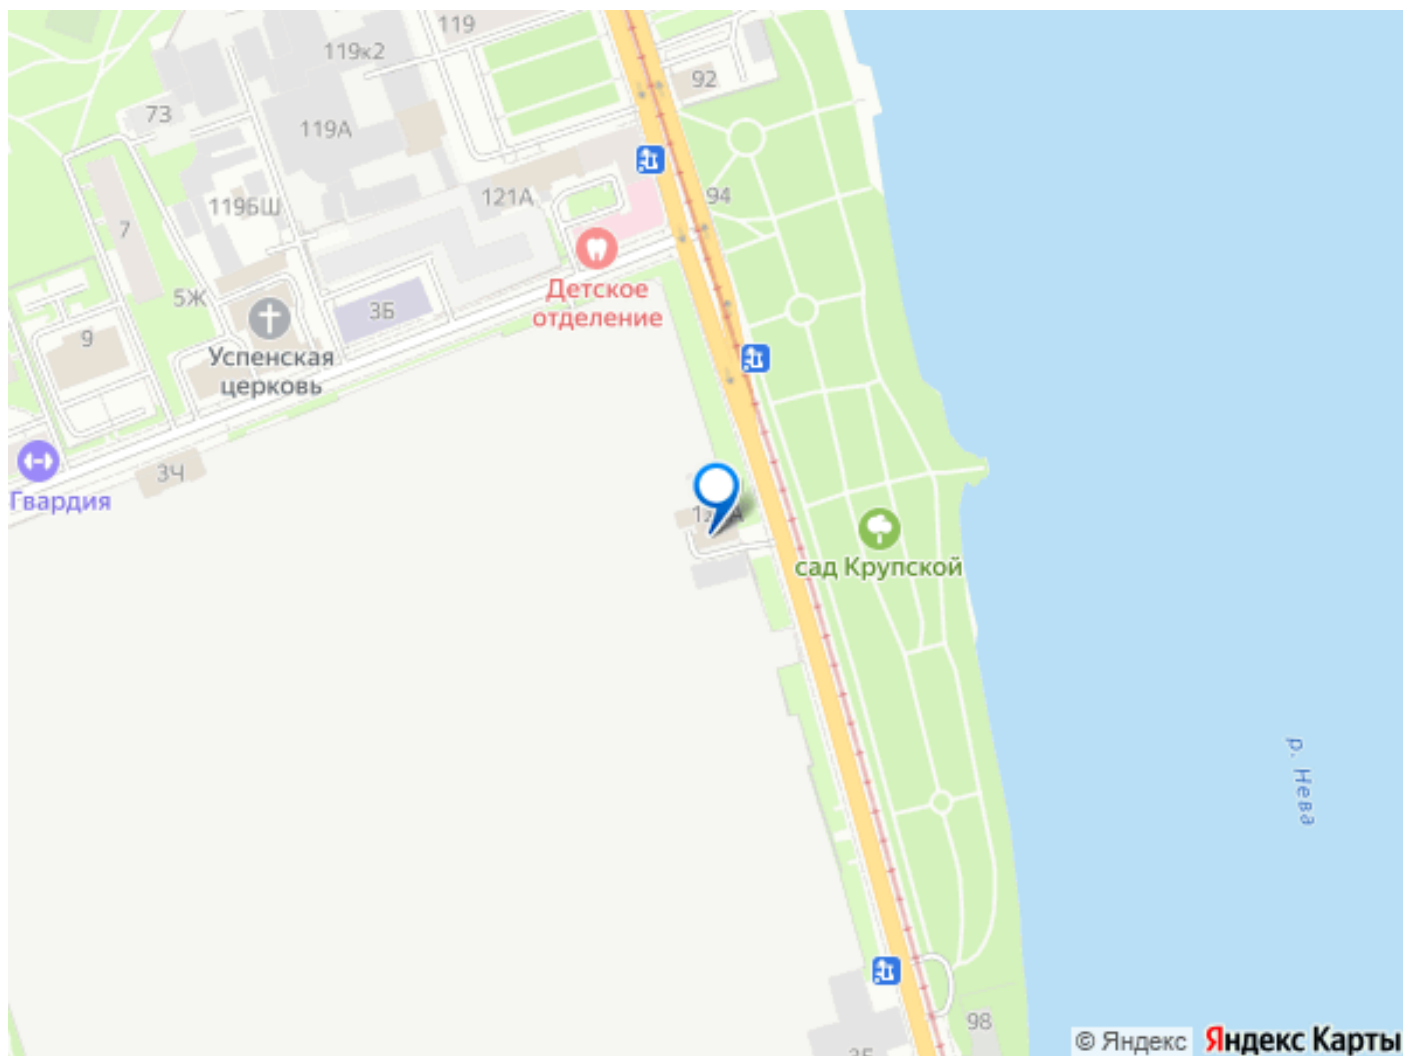 119
119к2
92
73
119А
94
121А
119БШ
7
Детское
отделение
5Ж
3Б
9
Успенская
церковь
3Ч
Гвардия
сад Крупской
р. Нева
98
© Яндекс
Яндекс Карты